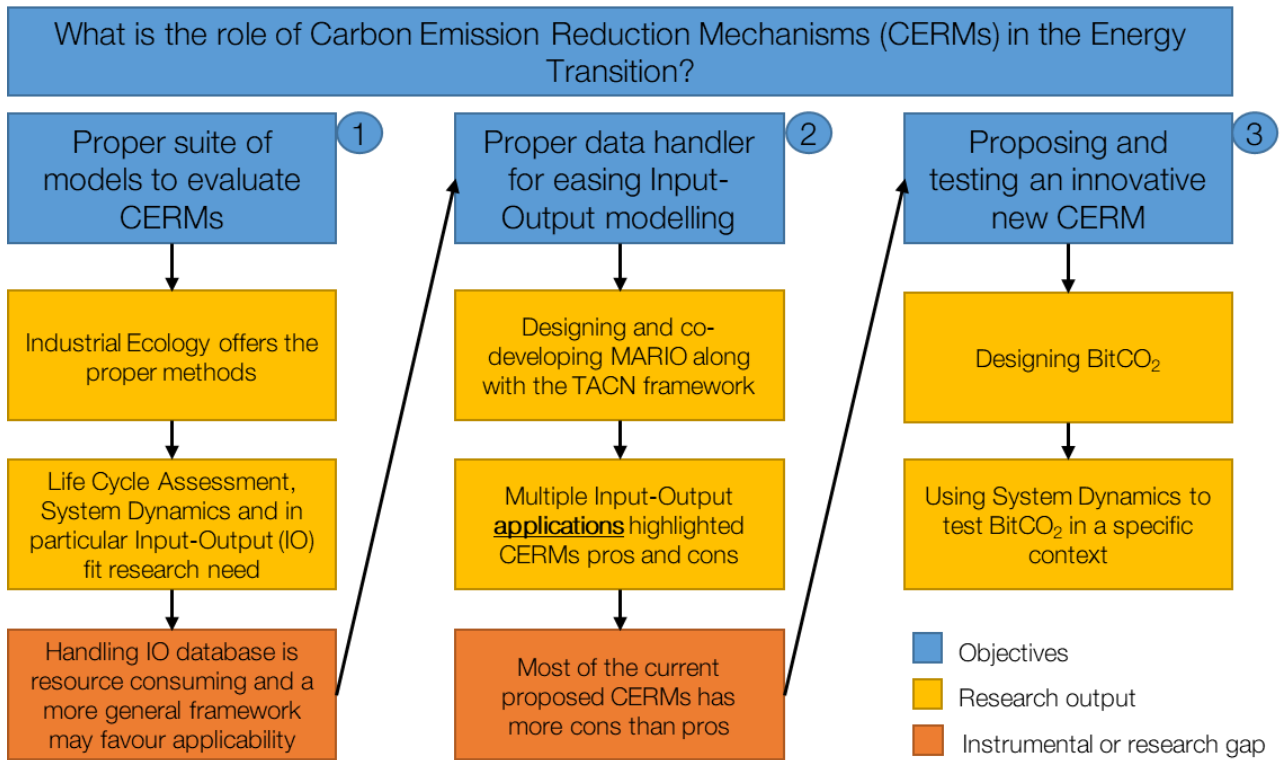 What is the role of Carbon Emission Reduction Mechanisms (CERMs) in the Energy
Transition?
Proper suite of
models to evaluate
CERMs
1
Industrial Ecology offers the
proper methods
Life Cycle Assessment,
System Dynamics and in
particular Input-Output (IO)
fit research need
Handling IO database is
resource consuming and a
more general framework
may favour applicability
Proper data handler
for easing Input-
Output modelling
2
Designing and co-
developing MARIO along
with the TACN framework
Multiple Input-Output
applications highlighted
CERMs pros and cons
Most of the current
proposed CERMs has
more cons than pros
Proposing and
testing an innovative
new CERM
3
Designing BitCO₂
Using System Dynamics to
test BitCO₂ in a specific
context
Objectives
Research output
Instrumental or research gap